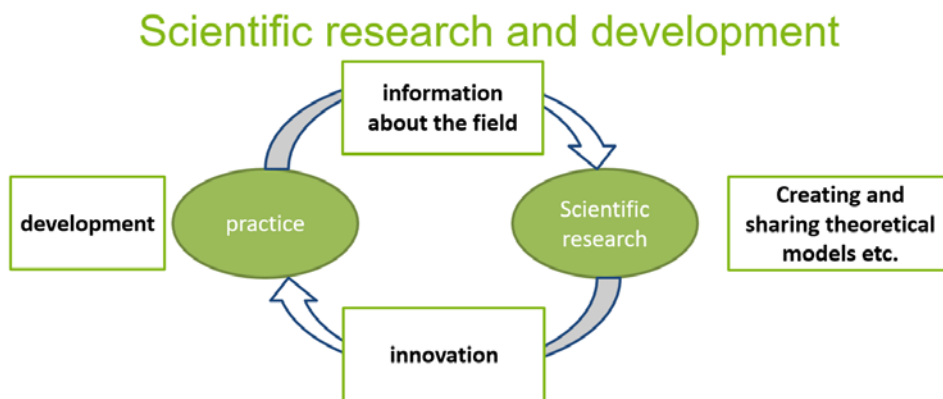 Scientific research and development
information
about the field
development
practice
Scientific
research
Creating and
sharing theoretical
models etc.
innovation